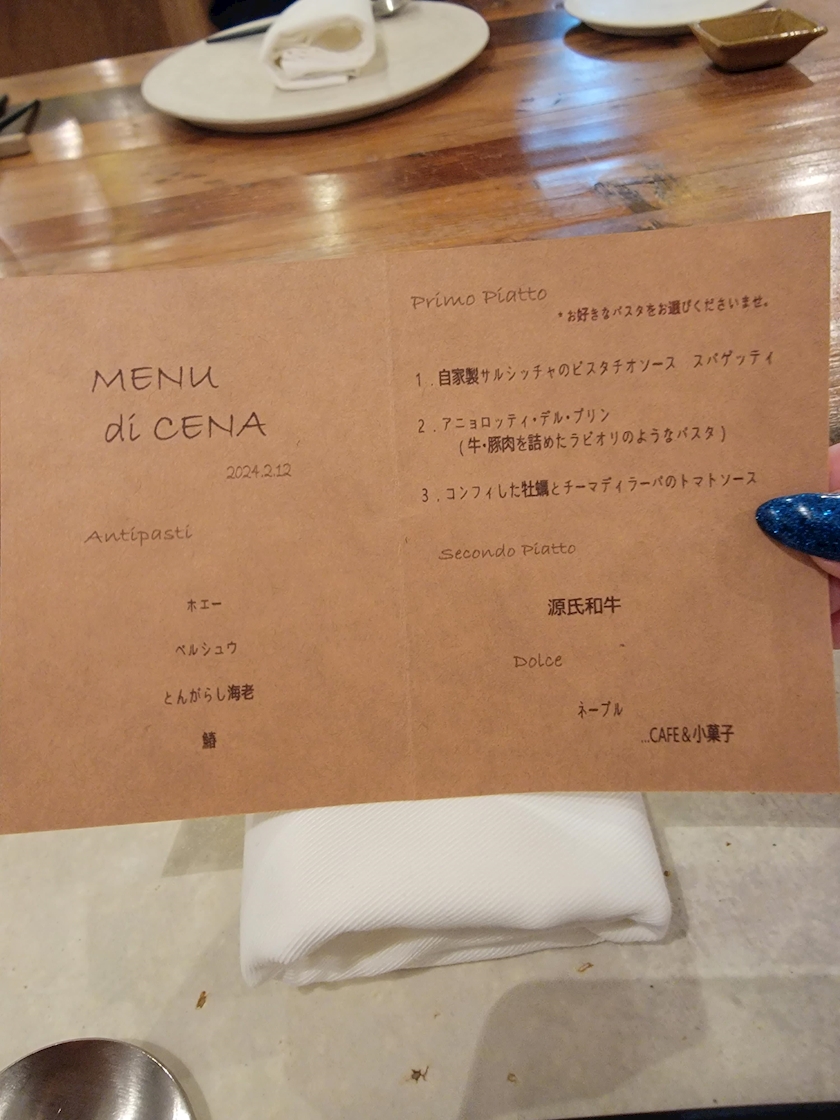 MENU
di CENA
2024.2.12
Antipasti
ホエー
ペルシュウ
とんがらし海老
鰆
Primo Piatto
*お好きなパスタをお選びくださいませ。
1.自家製サルシッチャのピスタチオソース スパゲッティ
2.アニョロッティ・デル・プリン
(牛・豚肉を詰めたラビオリのようなパスタ)
3.コンフィした牡蠣とチーマディラーパのトマトソース
Secondo Piatto
源氏和牛
Dolce
ネーブル
...CAFE&小菓子